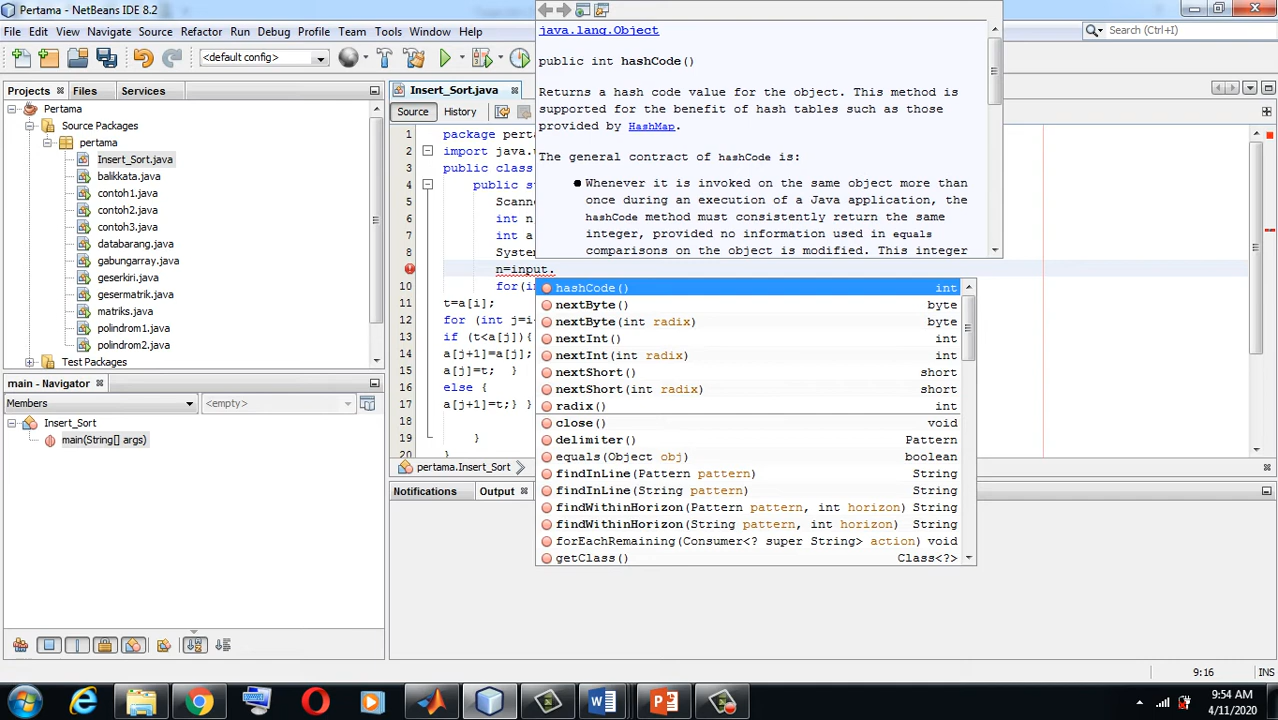 Pertama - NetBeans IDE 8.2
File Edit View Navigate Source Refactor Run Debug Profile Team Tools Window Help
Search (Ctrl+I)
<default config>
Projects Files Services
Insert_Sort.java
Source History
Pertama
Source Packages
pertama
Insert_Sort.java
balikkata.java
contoh1.java
contoh2.java
contoh3.java
databarang.java
gabungarray.java
geserkiri.java
gesermatrik.java
matriks.java
polindrom1.java
polindrom2.java
Test Packages
main - Navigator
Members
<empty>
Insert_Sort
main(String[] args)
java.lang.Object
public int hashCode()
Returns a hash code value for the object. This method is
supported for the benefit of hash tables such as those
provided by HashMap.
The general contract of hashCode is:
Whenever it is invoked on the same object more than
once during an execution of a Java application, the
hashCode method must consistently return the same
integer, provided no information used in equals
comparisons on the object is modified. This integer
1 package perta
2 import java.
3 public class
4 public st
5 Scanne
6 int n
7 int a
8 System
n=input.
10 for(in
11 t=a[i];
12 for (int j=i
13 if (t<a[j]){
14 a[j+1]=a[j];
15 a[j]=t; }
16 else {
17 a[j+1]=t;} }
18
19 }
20 }
hashCode() int
nextByte() byte
nextByte(int radix) byte
nextInt() int
nextInt(int radix) int
nextShort() short
nextShort(int radix) short
radix() int
close() void
delimiter() Pattern
equals(Object obj) boolean
findInLine(Pattern pattern) String
findInLine(String pattern) String
findWithinHorizon(Pattern pattern, int horizon) String
findWithinHorizon(String pattern, int horizon) String
forEachRemaining(Consumer<? super String> action) void
getClass() Class<?>
pertama.Insert_Sort
Notifications Output
9:16 INS
9:54 AM
4/11/2020